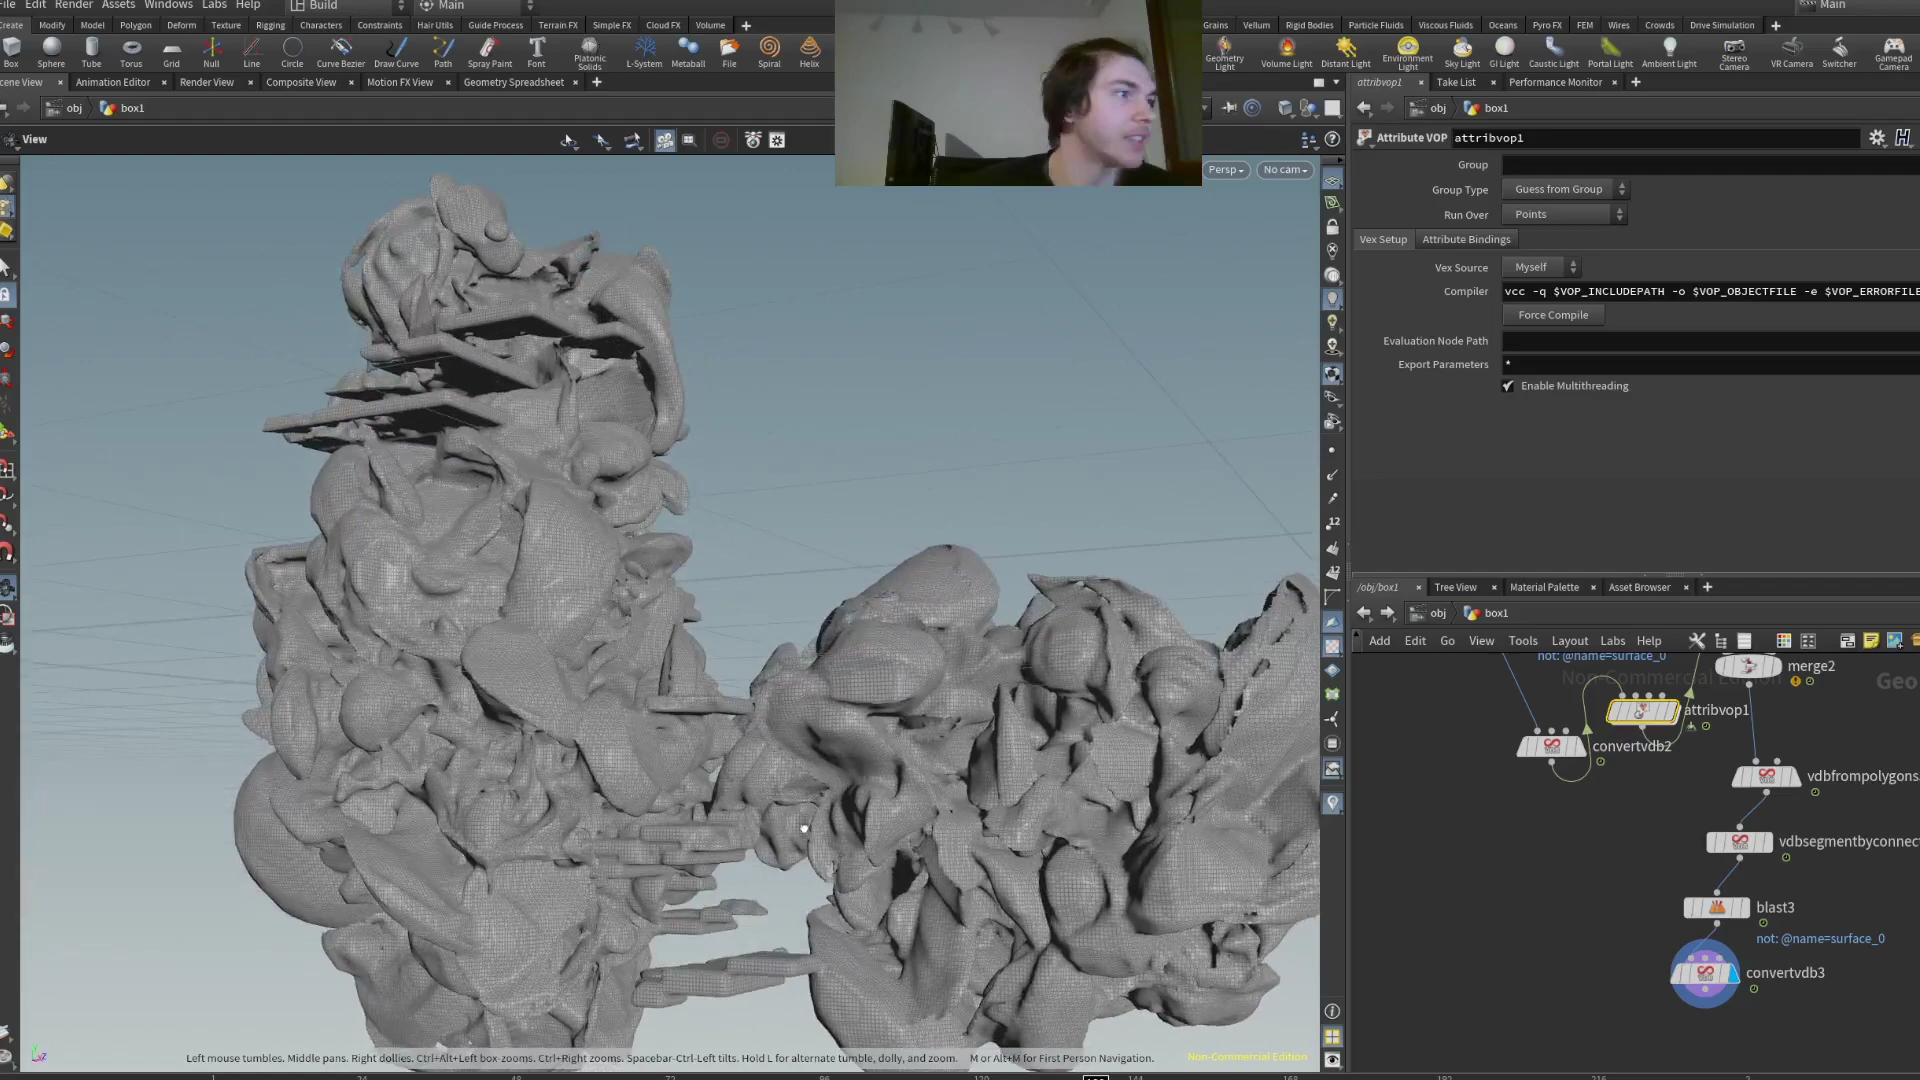 File Edit Render Assets Windows Labs Help Build Main Main
Create Modify Model Polygon Deform Texture Rigging Characters Constraints Hair Utils Guide Process Terrain FX Simple FX Cloud FX Volume Grains Vellum Rigid Bodies Particle Fluids Viscous Fluids Oceans Pyro FX FEM Wires Crowds Drive Simulation
Box Sphere Tube Torus Grid Null Line Circle Curve Bezier Draw Curve Path Spray Paint Font Platonic Solids L-System Metaball File Spiral Helix Geometry Light Volume Light Distant Light Environment Light Sky Light GI Light Caustic Light Portal Light Ambient Light Stereo Camera VR Camera Switcher Gamepad Camera
Scene View Animation Editor Render View Composite View Motion FX View Geometry Spreadsheet attribvop1 Take List Performance Monitor
obj box1 obj box1
View Attribute VOP attribvop1
Persp No cam Group
Group Type Guess from Group
Run Over Points
Vex Setup Attribute Bindings
Vex Source Myself
Compiler vcc -q $VOP_INCLUDEPATH -o $VOP_OBJECTFILE -e $VOP_ERRORFILE
Force Compile
Evaluation Node Path
Export Parameters *
Enable Multithreading
12
12
/obj/box1 Tree View Material Palette Asset Browser
obj box1
Add Edit Go View Tools Layout Labs Help
not: @name=surface_0
merge2
Non-Commercial Edition
Geo
attribvop1
convertvdb2
vdbfrompolygons
vdbsegmentbyconnect
blast3
not: @name=surface_0
convertvdb3
Left mouse tumbles. Middle pans. Right dollies. Ctrl+Alt+Left box-zooms. Ctrl+Right zooms. Spacebar-Ctrl-Left tilts. Hold L for alternate tumble, dolly, and zoom. M or Alt+M for First Person Navigation.
Non-Commercial Edition